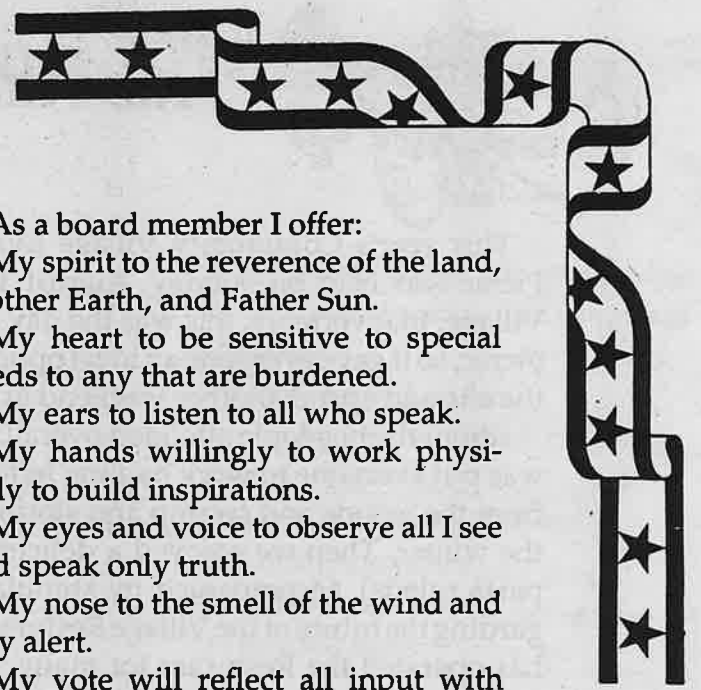 As a board member I offer:
My spirit to the reverence of the land,
other Earth, and Father Sun.
My heart to be sensitive to special
eds to any that are burdened.
My ears to listen to all who speak.
My hands willingly to work physi-
ly to build inspirations.
My eyes and voice to observe all I see
d speak only truth.
My nose to the smell of the wind and
y alert.
My vote will reflect all input with